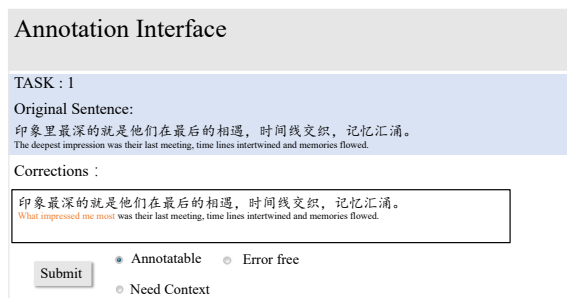 Annotation Interface
TASK : 1
Original Sentence:
印象里最深的就是他们在最后的相遇，时间线交织，记忆汇涌。
The deepest impression was their last meeting, time lines intertwined and memories flowed.
Corrections：
印象最深的就是他们在最后的相遇，时间线交织，记忆汇涌。
What impressed me most was their last meeting, time lines intertwined and memories flowed.
Submit
Annotatable
Error free
Need Context